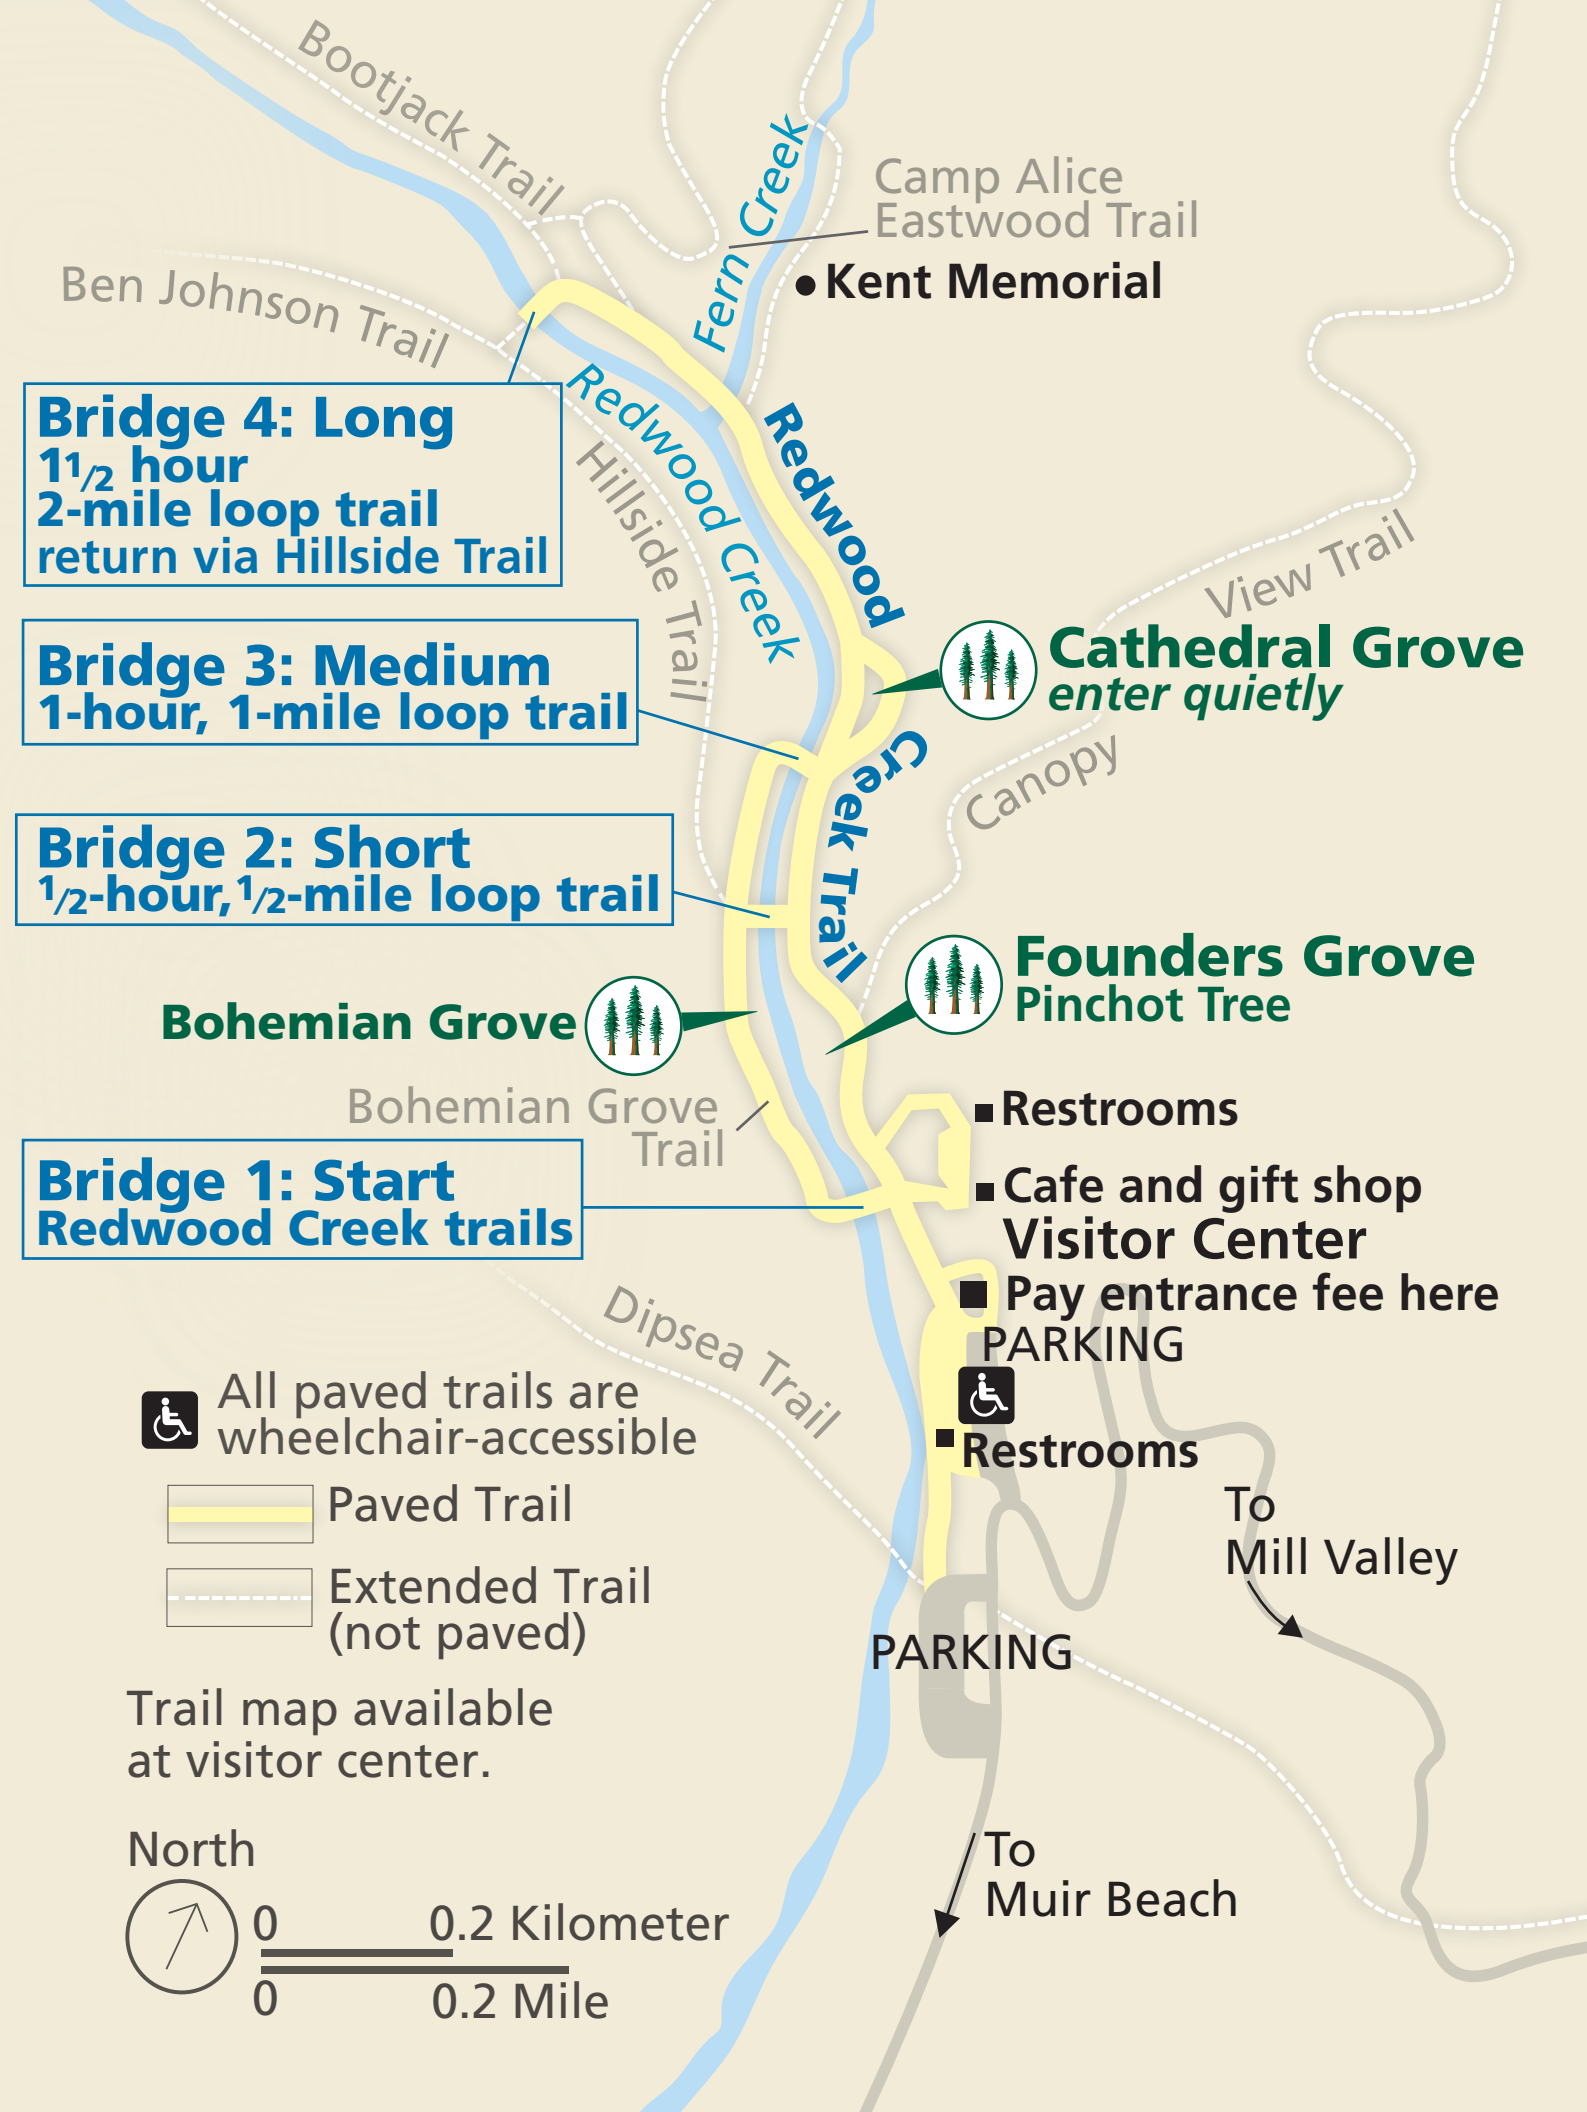 Bootjack Trail
Fern Creek
Camp Alice
Eastwood Trail
Kent Memorial
Ben Johnson Trail
Bridge 4: Long
1 1/2 hour
2-mile loop trail
return via Hillside Trail
Redwood Creek
Hillside Trail
Redwood Creek Trail
View Trail
Canopy
Cathedral Grove
enter quietly
Bridge 3: Medium
1-hour, 1-mile loop trail
Bridge 2: Short
1/2-hour, 1/2-mile loop trail
Founders Grove
Pinchot Tree
Bohemian Grove
Bohemian Grove
Trail
Restrooms
Bridge 1: Start
Redwood Creek trails
Cafe and gift shop
Visitor Center
Pay entrance fee here
PARKING
Dipsea Trail
Restrooms
All paved trails are
wheelchair-accessible
Paved Trail
Extended Trail
(not paved)
To
Mill Valley
PARKING
Trail map available
at visitor center.
To
Muir Beach
North
0 0.2 Kilometer
0 0.2 Mile